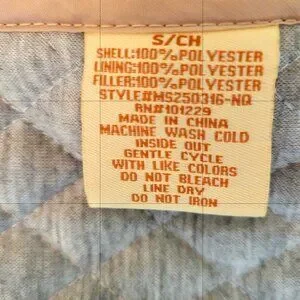 S/CH
SHELL:100%POLYESTER
LINING:100%POLYESTER
FILLER:100%POLYESTER
STYLE#MS250316-NQ
RN#101229
MADE IN CHINA
MACHINE WASH COLD
INSIDE OUT
GENTLE CYCLE
WITH LIKE COLORS
DO NOT BLEACH
LINE DRY
DO NOT IRON